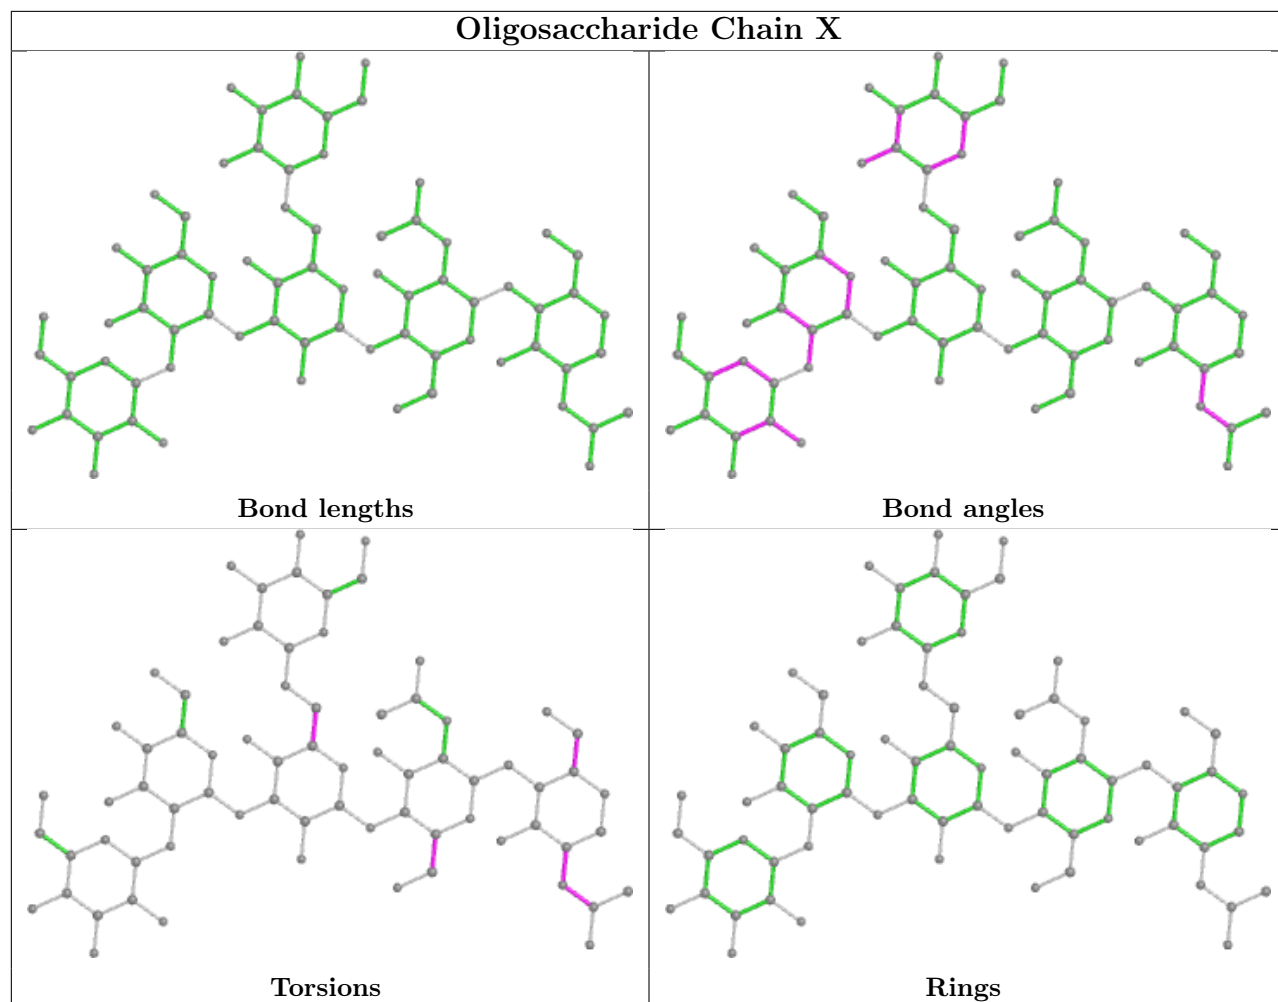 Oligosaccharide Chain X
Bond lengths
Bond angles
Torsions
Rings